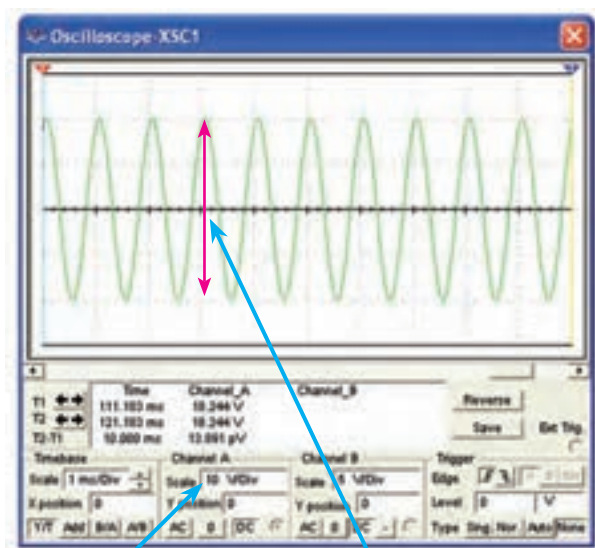 Oscilloscope-XSC1
Time Channel_A Channel_B
T1 111.103 ms 18.244 V
T2 121.103 ms 18.244 V
T2-T1 10.000 ms
Reverse
Save
Ext Trig.
Timebase
Scale 1 ms/Div
X position 0
Y/T Add B/A A/B
Channel A
Scale 10 V/Div
Y position 0
AC 0 DC
Channel B
Scale V/Div
Y position 0
AC 0 DC -
Trigger
Edge
Level 0 V
Type Sing. Nor. Auto None